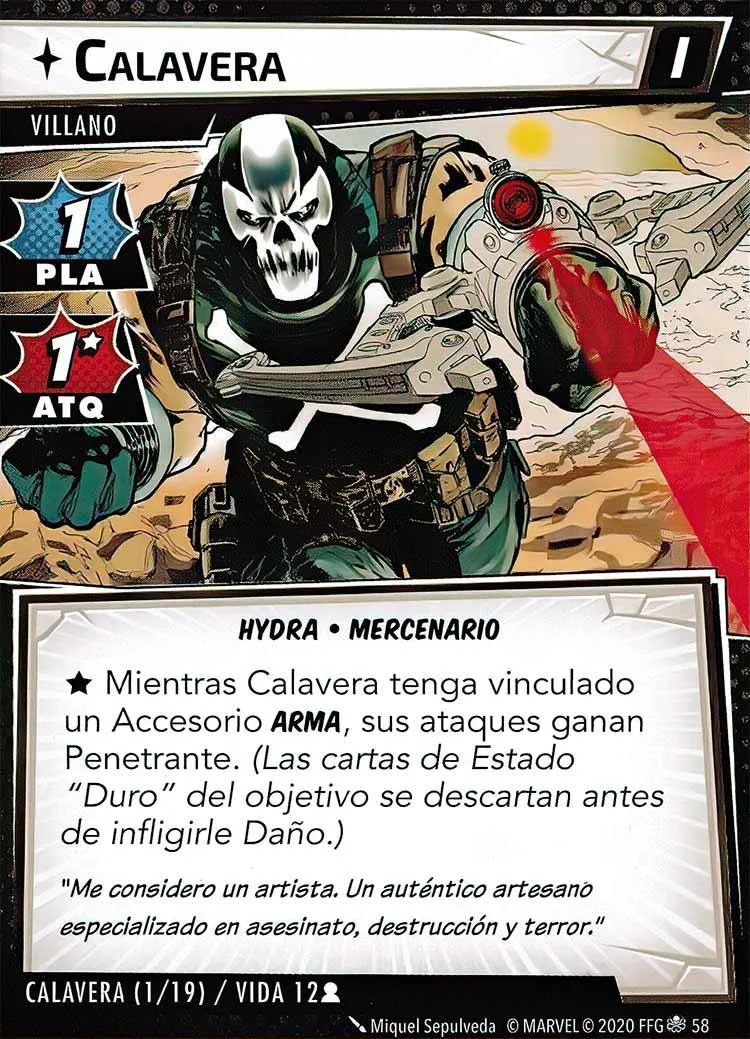 CALAVERA
I
VILLANO
1
PLA
1★
ATQ
HYDRA • MERCENARIO
★ Mientras Calavera tenga vinculado
un Accesorio ARMA, sus ataques ganan
Penetrante. (Las cartas de Estado
“Duro” del objetivo se descartan antes
de infligirle Daño.)
"Me considero un artista. Un auténtico artesano
especializado en asesinato, destrucción y terror."
CALAVERA (1/19) / VIDA 12
Miquel Sepulveda © MARVEL © 2020 FFG 58